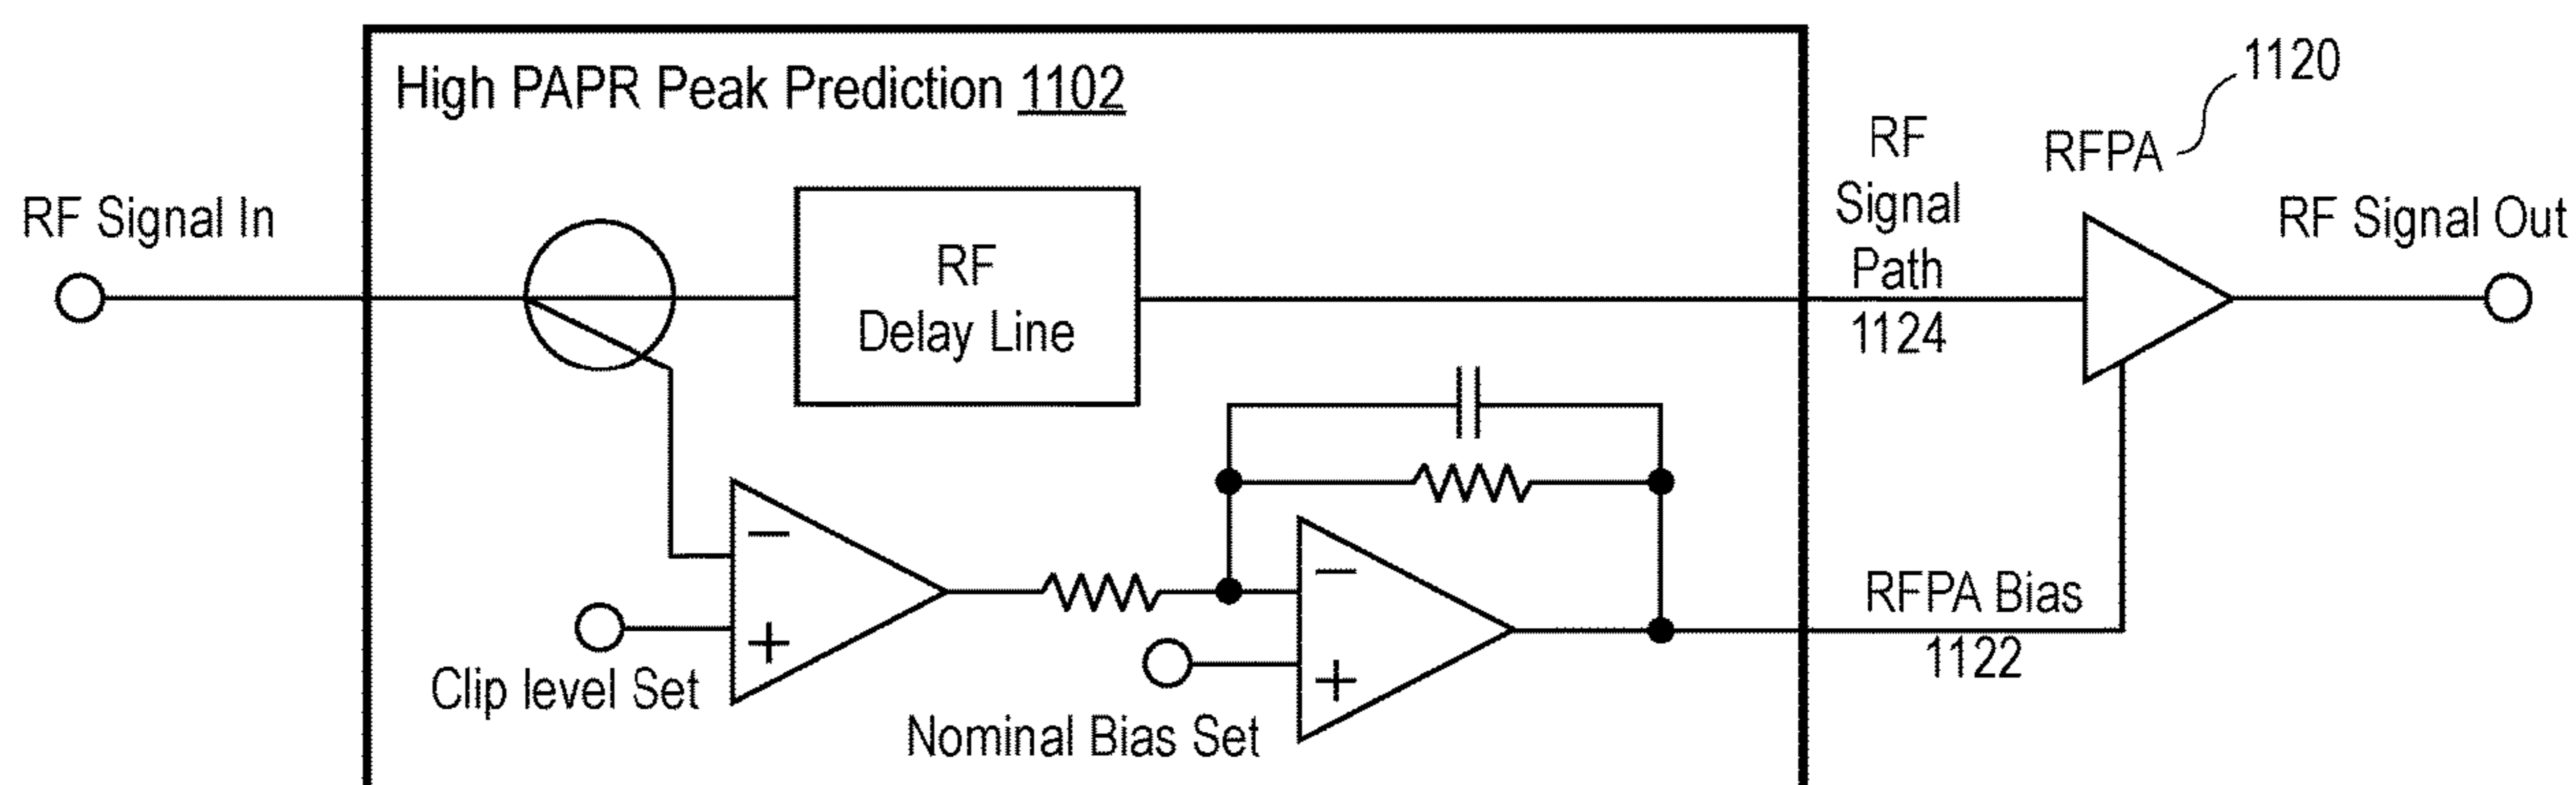 High PAPR Peak Prediction 1102
1120
RF
Signal
Path
1124
RFPA
RF Signal In
RF Signal Out
RF
Delay Line
−
+
Clip level Set
−
+
Nominal Bias Set
RFPA Bias
1122